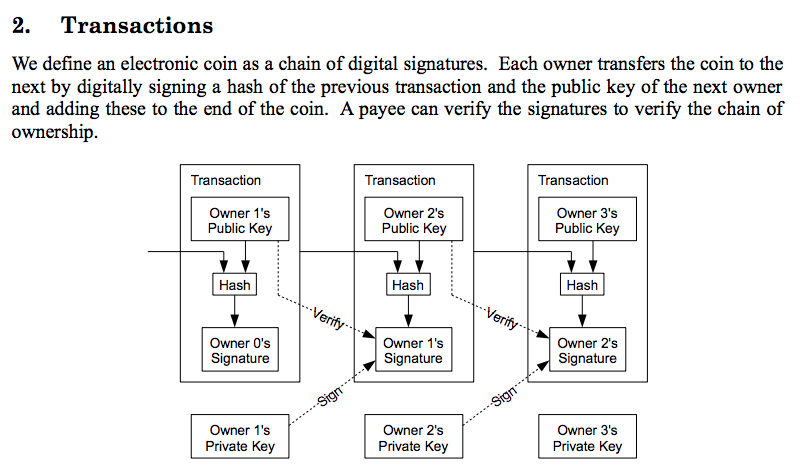 2. Transactions
We define an electronic coin as a chain of digital signatures. Each owner transfers the coin to the
next by digitally signing a hash of the previous transaction and the public key of the next owner
and adding these to the end of the coin. A payee can verify the signatures to verify the chain of
ownership.
Transaction
Owner 1's
Public Key
Hash
Owner 0's
Signature
Transaction
Owner 2's
Public Key
Hash
Owner 1's
Signature
Transaction
Owner 3's
Public Key
Hash
Owner 2's
Signature
Verify
Verify
Sign
Sign
Owner 1's
Private Key
Owner 2's
Private Key
Owner 3's
Private Key